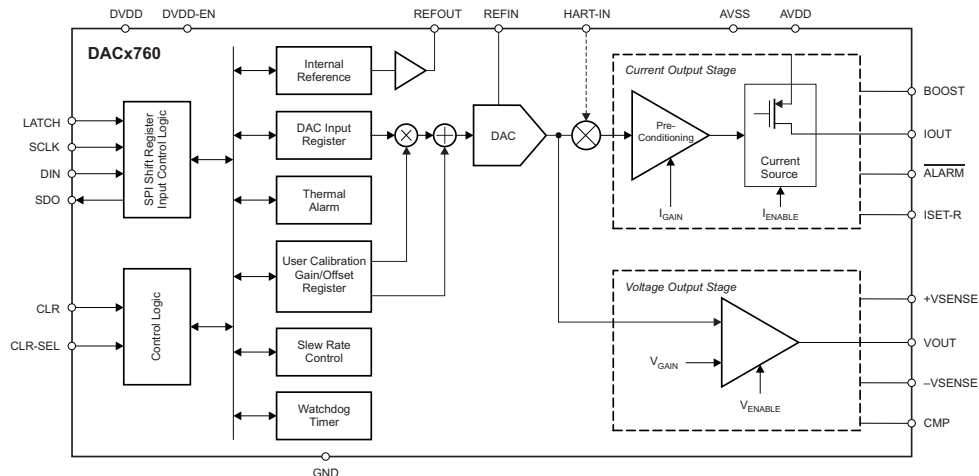 DVDD
DVDD-EN
REFOUT
REFIN
HART-IN
AVSS
AVDD
DACx760
LATCH
SCLK
DIN
SDO
CLR
CLR-SEL
SPI Shift Register
Input Control Logic
Control Logic
Internal
Reference
DAC Input
Register
Thermal
Alarm
User Calibration
Gain/Offset
Register
Slew Rate
Control
Watchdog
Timer
DAC
Current Output Stage
Pre-
Conditioning
Current
Source
IGAIN
IENABLE
Voltage Output Stage
VGAIN
VENABLE
BOOST
IOUT
ALARM
ISET-R
+VSENSE
VOUT
–VSENSE
CMP
GND